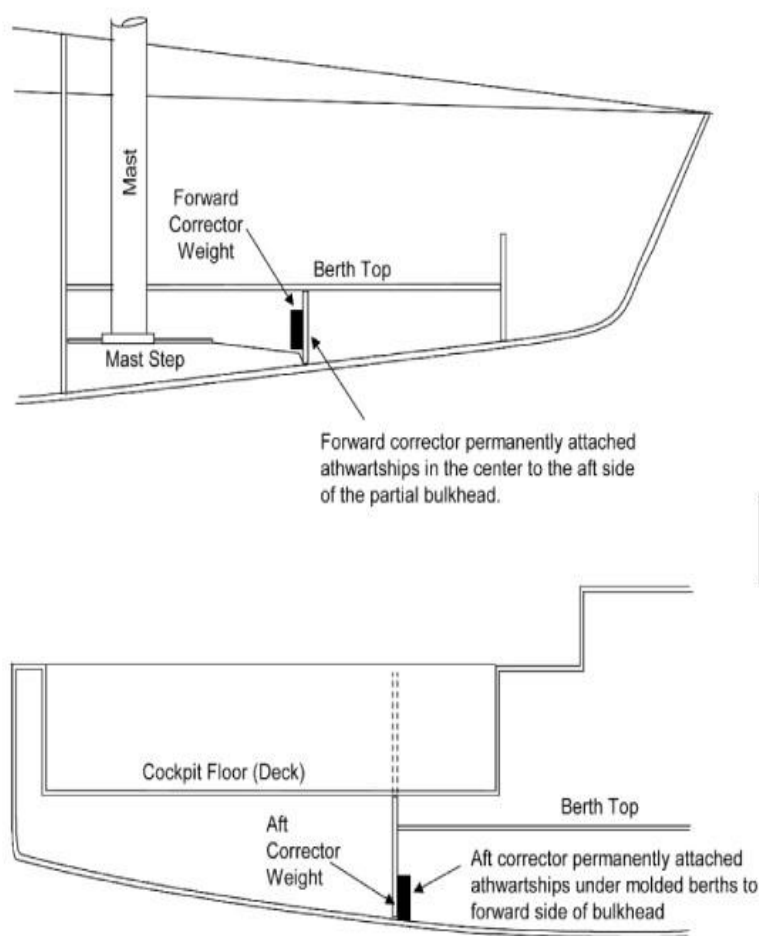 Mast
Forward
Corrector
Weight
Berth Top
Mast Step
Forward corrector permanently attached
athwartships in the center to the aft side
of the partial bulkhead.
Cockpit Floor (Deck)
Berth Top
Aft
Corrector
Weight
Aft corrector permanently attached
athwartships under molded berths to
forward side of bulkhead